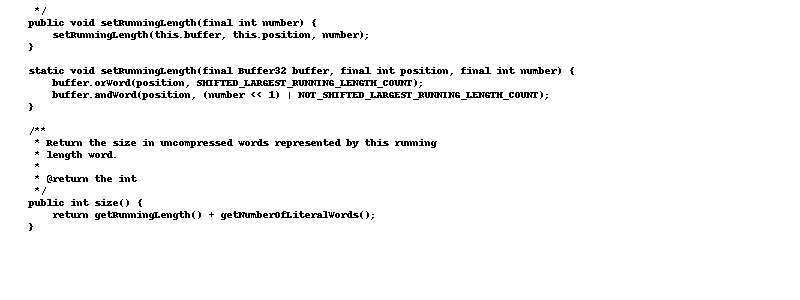 */
public void setRunningLength(final int number) {
    setRunningLength(this.buffer, this.position, number);
}

static void setRunningLength(final Buffer32 buffer, final int position, final int number) {
    buffer.orWord(position, SHIFTED_LARGEST_RUNNING_LENGTH_COUNT);
    buffer.andWord(position, (number << 1) | NOT_SHIFTED_LARGEST_RUNNING_LENGTH_COUNT);
}

/**
 * Return the size in uncompressed words represented by this running
 * length word.
 *
 * @return the int
 */
public int size() {
    return getRunningLength() + getNumberOfLiteralWords();
}